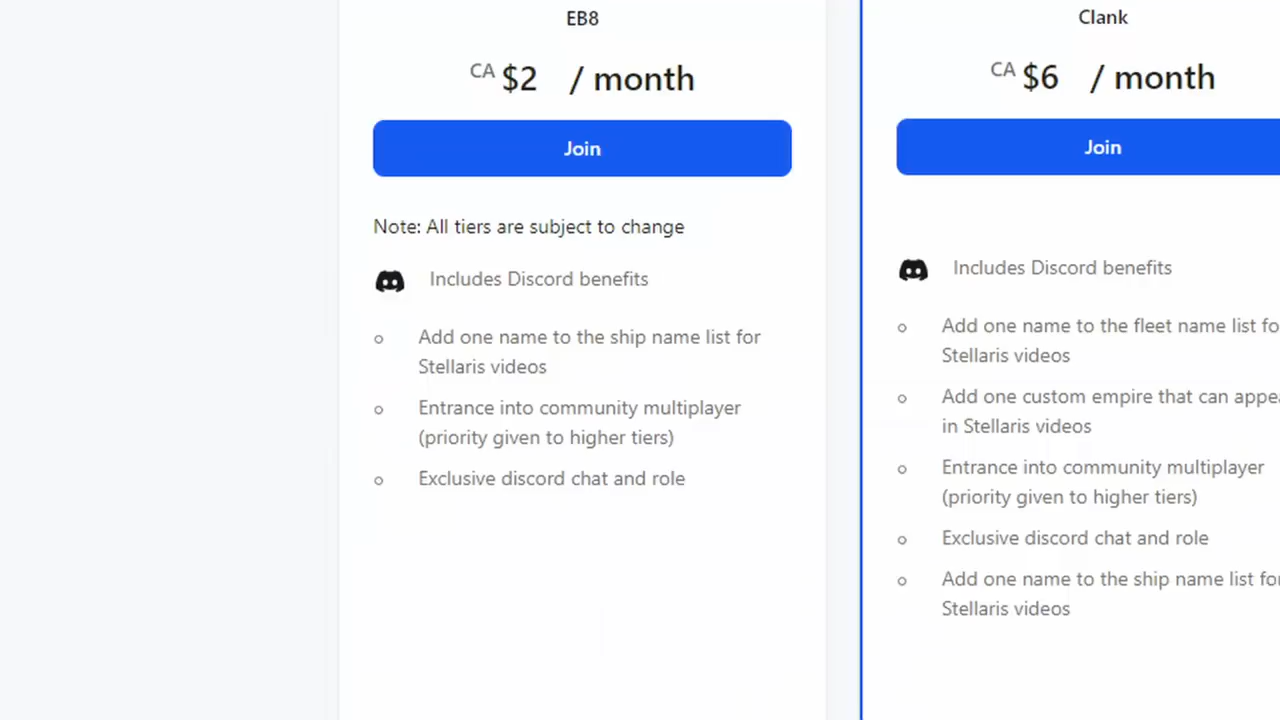 EB8
CA $2 / month
Join
Note: All tiers are subject to change
Includes Discord benefits
Add one name to the ship name list for
Stellaris videos
Entrance into community multiplayer
(priority given to higher tiers)
Exclusive discord chat and role
Clank
CA $6 / month
Join
Includes Discord benefits
Add one name to the fleet name list fo
Stellaris videos
Add one custom empire that can appea
in Stellaris videos
Entrance into community multiplayer
(priority given to higher tiers)
Exclusive discord chat and role
Add one name to the ship name list for
Stellaris videos